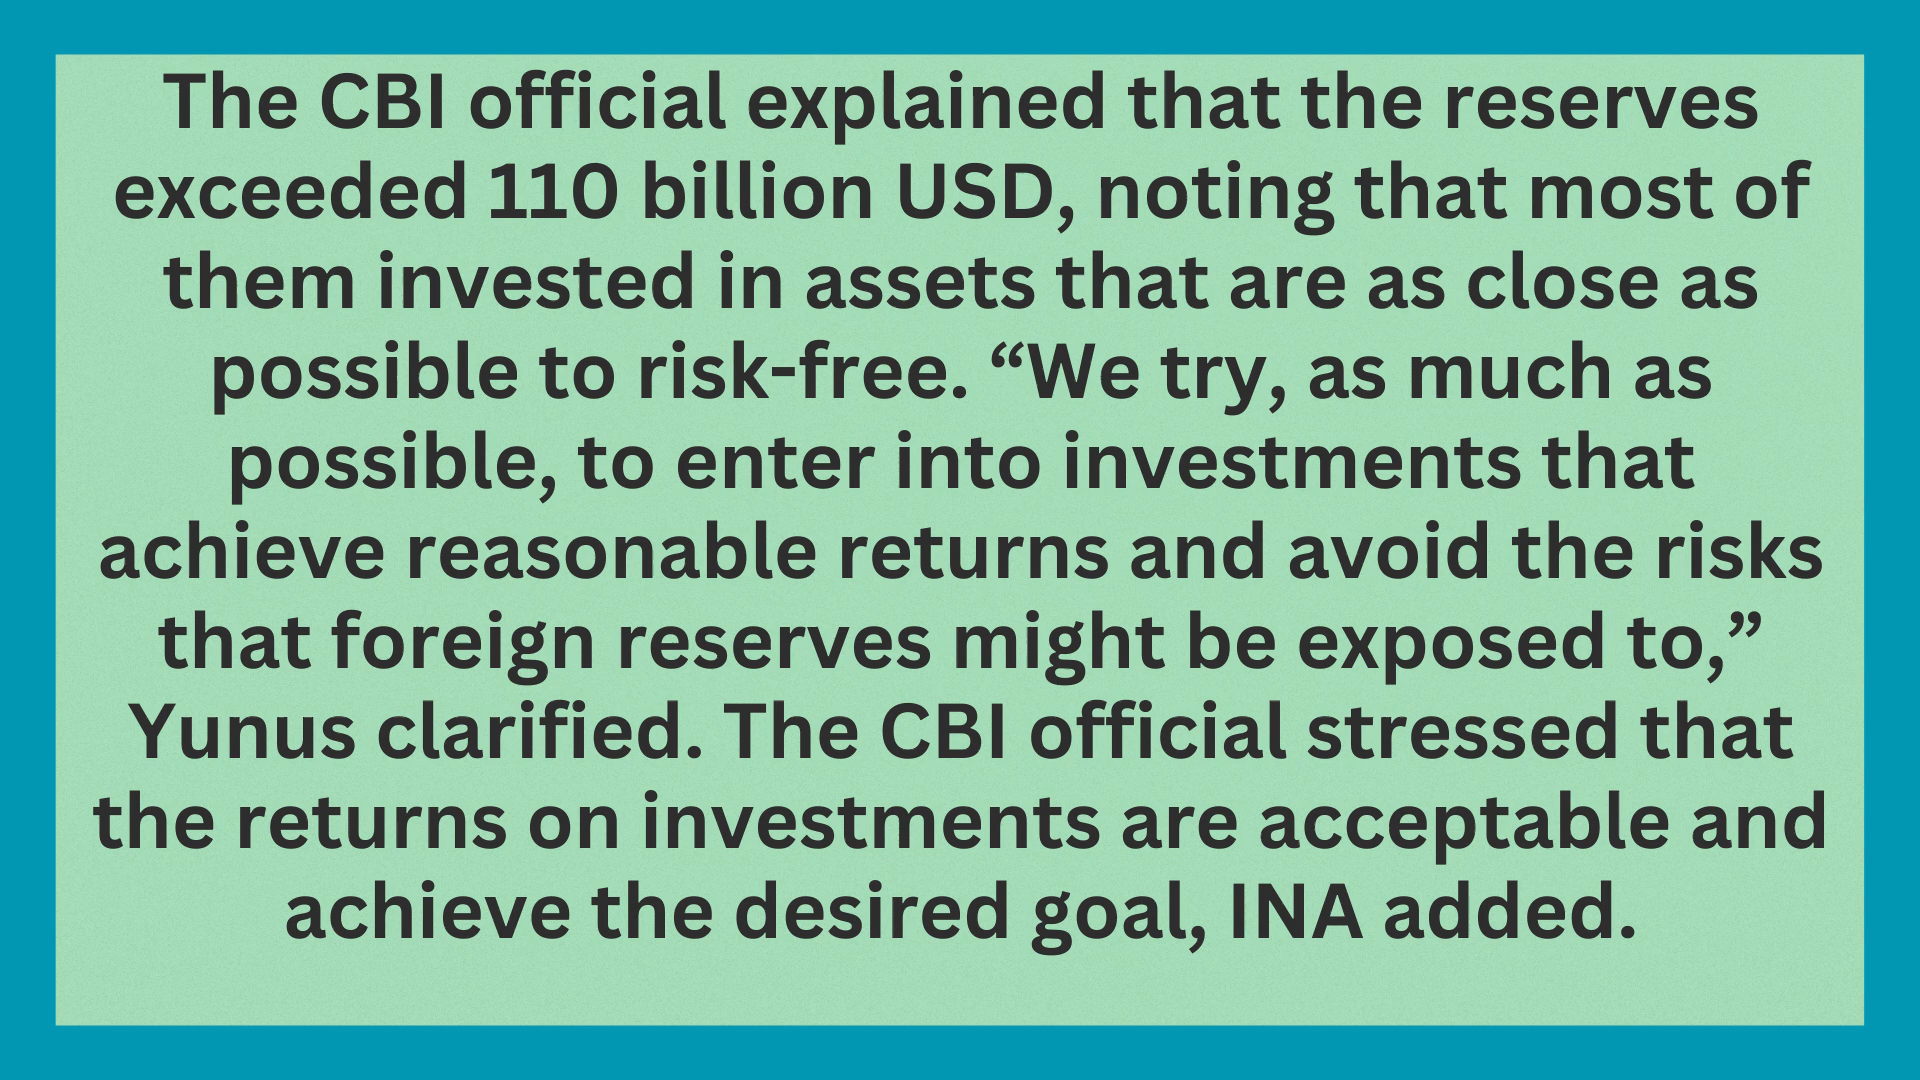 The CBI official explained that the reserves
exceeded 110 billion USD, noting that most of
them invested in assets that are as close as
possible to risk-free. “We try, as much as
possible, to enter into investments that
achieve reasonable returns and avoid the risks
that foreign reserves might be exposed to,”
Yunus clarified. The CBI official stressed that
the returns on investments are acceptable and
achieve the desired goal, INA added.